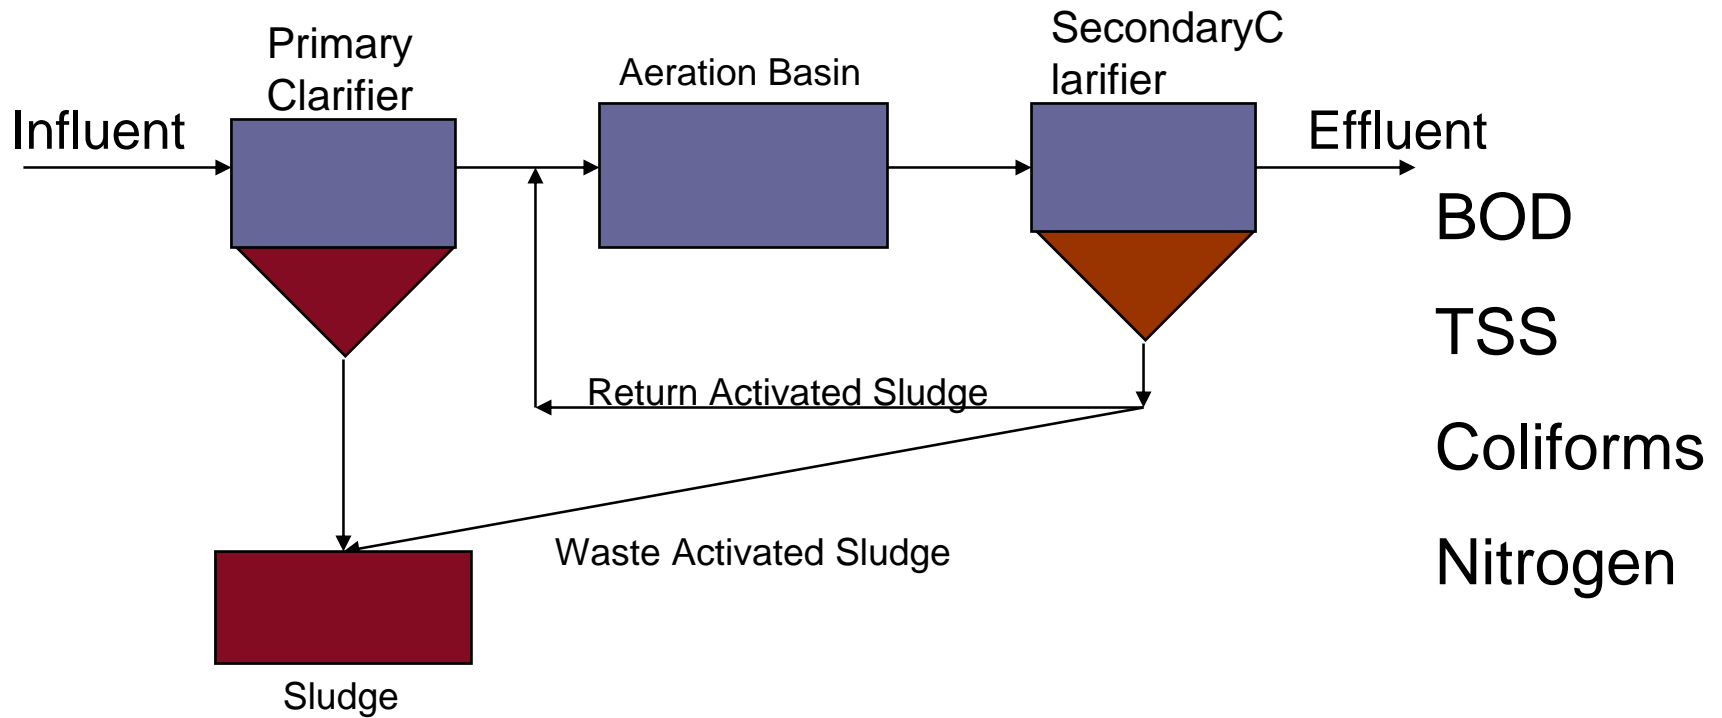 Primary
Clarifier
Aeration Basin
SecondaryC
larifier
Influent
Effluent
BOD
TSS
Coliforms
Nitrogen
Return Activated Sludge
Waste Activated Sludge
Sludge